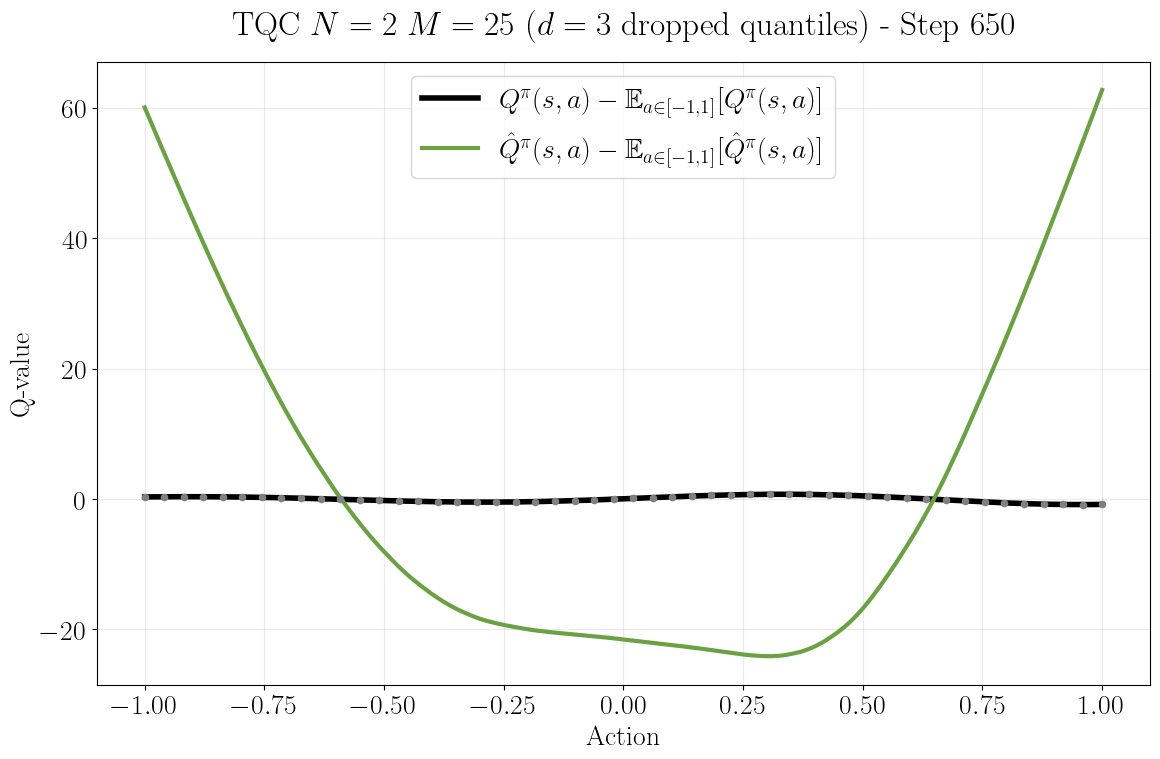 TQC N = 2 M = 25 (d = 3 dropped quantiles) - Step 650
Q^π(s, a) − 𝔼_{a∈[−1,1]}[Q^π(s, a)]
Q̂^π(s, a) − 𝔼_{a∈[−1,1]}[Q̂^π(s, a)]
60
40
20
0
−20
Q-value
−1.00 −0.75 −0.50 −0.25 0.00 0.25 0.50 0.75 1.00
Action